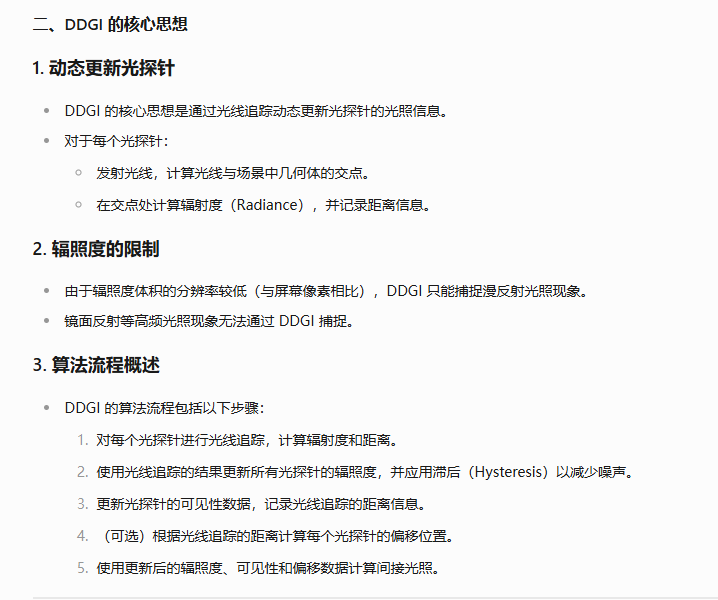 二、DDGI 的核心思想
1. 动态更新光探针
DDGI 的核心思想是通过光线追踪动态更新光探针的光照信息。
对于每个光探针：
发射光线，计算光线与场景中几何体的交点。
在交点处计算辐射度（Radiance），并记录距离信息。
2. 辐照度的限制
由于辐照度体积的分辨率较低（与屏幕像素相比），DDGI 只能捕捉漫反射光照现象。
镜面反射等高频光照现象无法通过 DDGI 捕捉。
3. 算法流程概述
DDGI 的算法流程包括以下步骤：
1. 对每个光探针进行光线追踪，计算辐射度和距离。
2. 使用光线追踪的结果更新所有光探针的辐照度，并应用滞后（Hysteresis）以减少噪声。
3. 更新光探针的可见性数据，记录光线追踪的距离信息。
4. （可选）根据光线追踪的距离计算每个光探针的偏移位置。
5. 使用更新后的辐照度、可见性和偏移数据计算间接光照。